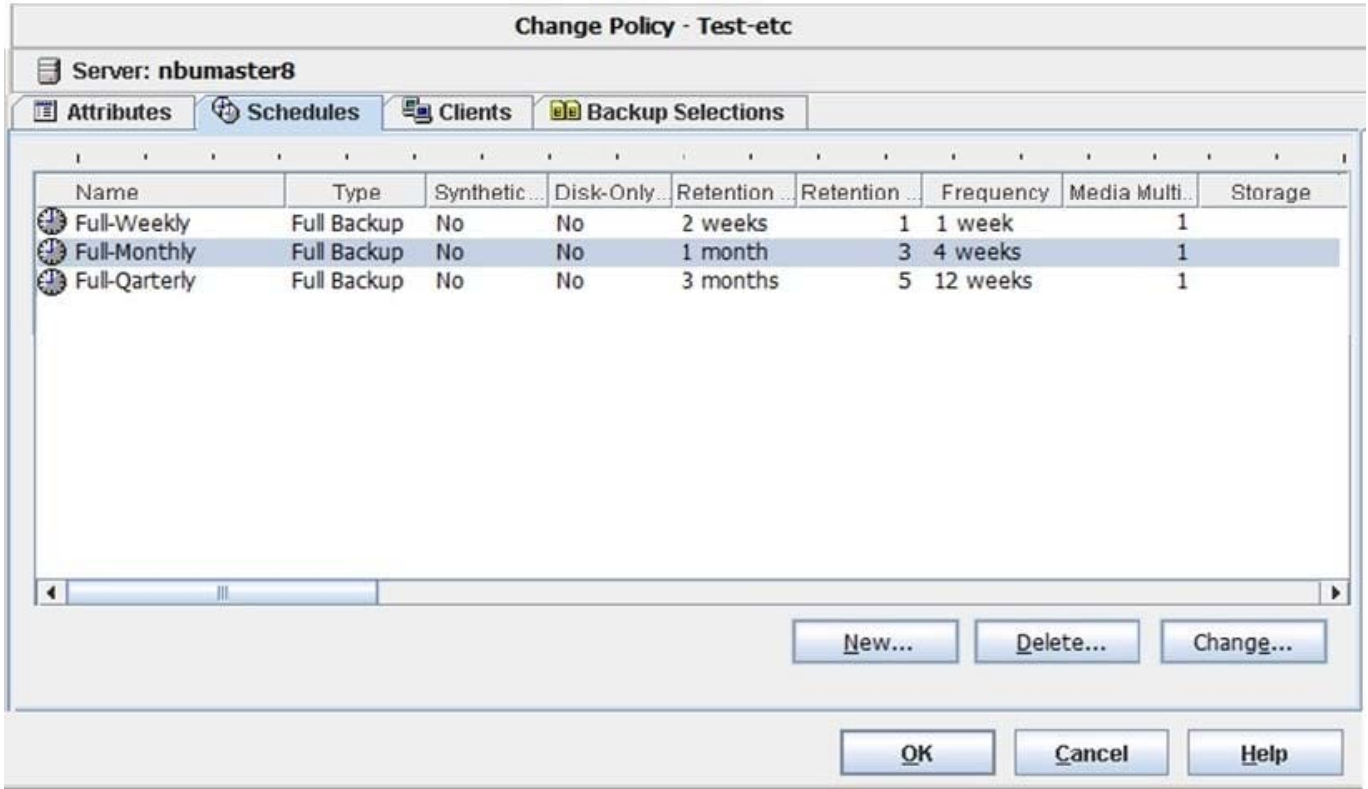 Change Policy - Test-etc
Server: nbumaster8
Attributes Schedules Clients Backup Selections
Name Type Synthetic... Disk-Only... Retention ... Retention ... Frequency Media Multi... Storage
Full-Weekly Full Backup No No 2 weeks 1 1 week 1
Full-Monthly Full Backup No No 1 month 3 4 weeks 1
Full-Qarterly Full Backup No No 3 months 5 12 weeks 1
New... Delete... Change...
OK Cancel Help